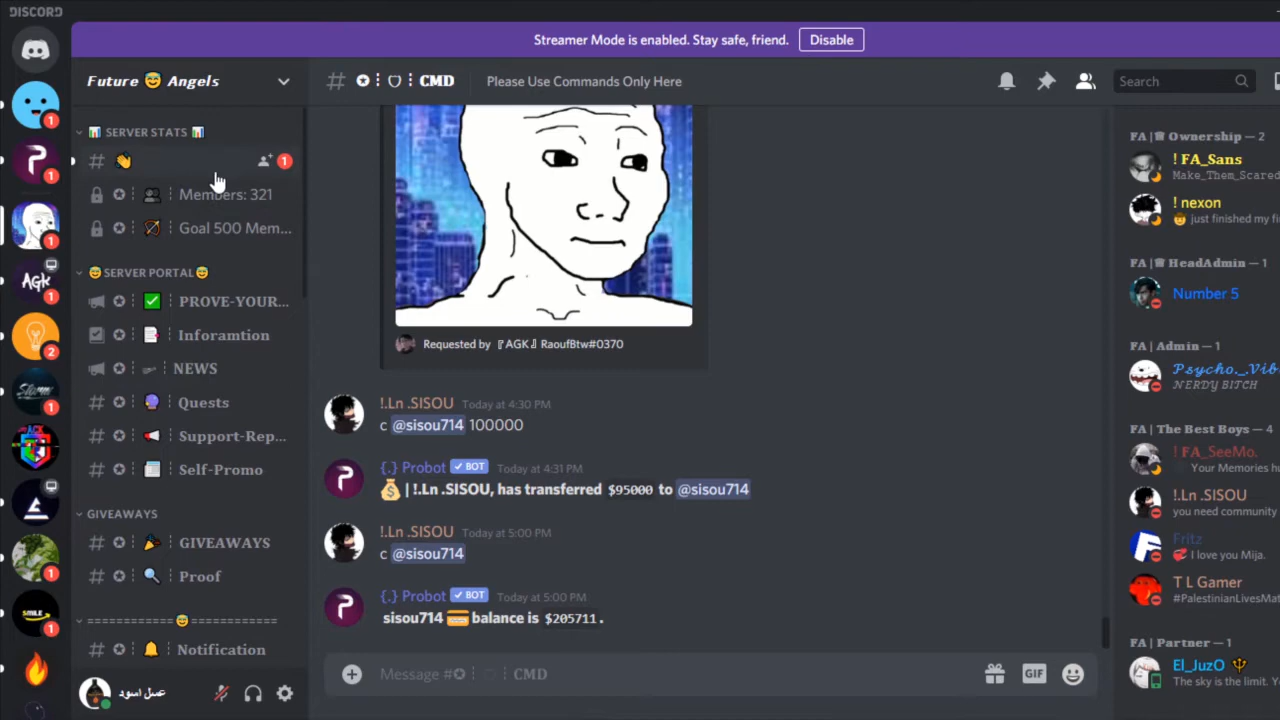 DISCORD
Streamer Mode is enabled. Stay safe, friend. Disable
Future 😇 Angels
# ✪ ⋮ ⛉ ⋮ CMD Please Use Commands Only Here
Search
📊 SERVER STATS 📊
# 👋 1
✪ ⋮ 👥 ⋮ Members: 321
✪ ⋮ 🏹 ⋮ Goal 500 Mem...
😇SERVER PORTAL😇
✪ ⋮ ✅ ⋮ PROVE-YOUR...
✪ ⋮ 📑 ⋮ Inforamtion
✪ ⋮ ⋮ NEWS
# ✪ ⋮ 🔮 ⋮ Quests
# ✪ ⋮ 📢 ⋮ Support-Rep...
# ✪ ⋮ ⋮ Self-Promo
GIVEAWAYS
# ✪ ⋮ 🎉 ⋮ GIVEAWAYS
# ✪ ⋮ 🔍 ⋮ Proof
============ 😇 ============
# ✪ ⋮ 🔔 ⋮ Notification
عسل اسود
AGK
SMILE
Requested by 『AGK』RaoufBtw#0370
!.Ln .SISOU Today at 4:30 PM
c @sisou714 100000
{.} Probot ✓ BOT Today at 4:31 PM
💰 | !.Ln .SISOU, has transferred $95000 to @sisou714
!.Ln .SISOU Today at 5:00 PM
c @sisou714
{.} Probot ✓ BOT Today at 5:00 PM
sisou714 💳 balance is $205711.
Message #✪ ⋮ ⛉ ⋮ CMD
GIF
FA | ♛ Ownership — 2
! FA_Sans
Make_Them_Scared
! nexon
🤠 just finished my f
FA | ♛ HeadAdmin — 1
Number 5
FA | Admin — 1
Psycho._.Vib
NERDY BITCH
FA | The Best Boys — 4
! FA_SeeMo.
Your Memories h
!.Ln .SISOU
you need community
Fritz
I love you Mija.
T L Gamer
#PalestinianLivesMat
FA | Partner — 1
El_JuzO 🔱
The sky is the limit. Y